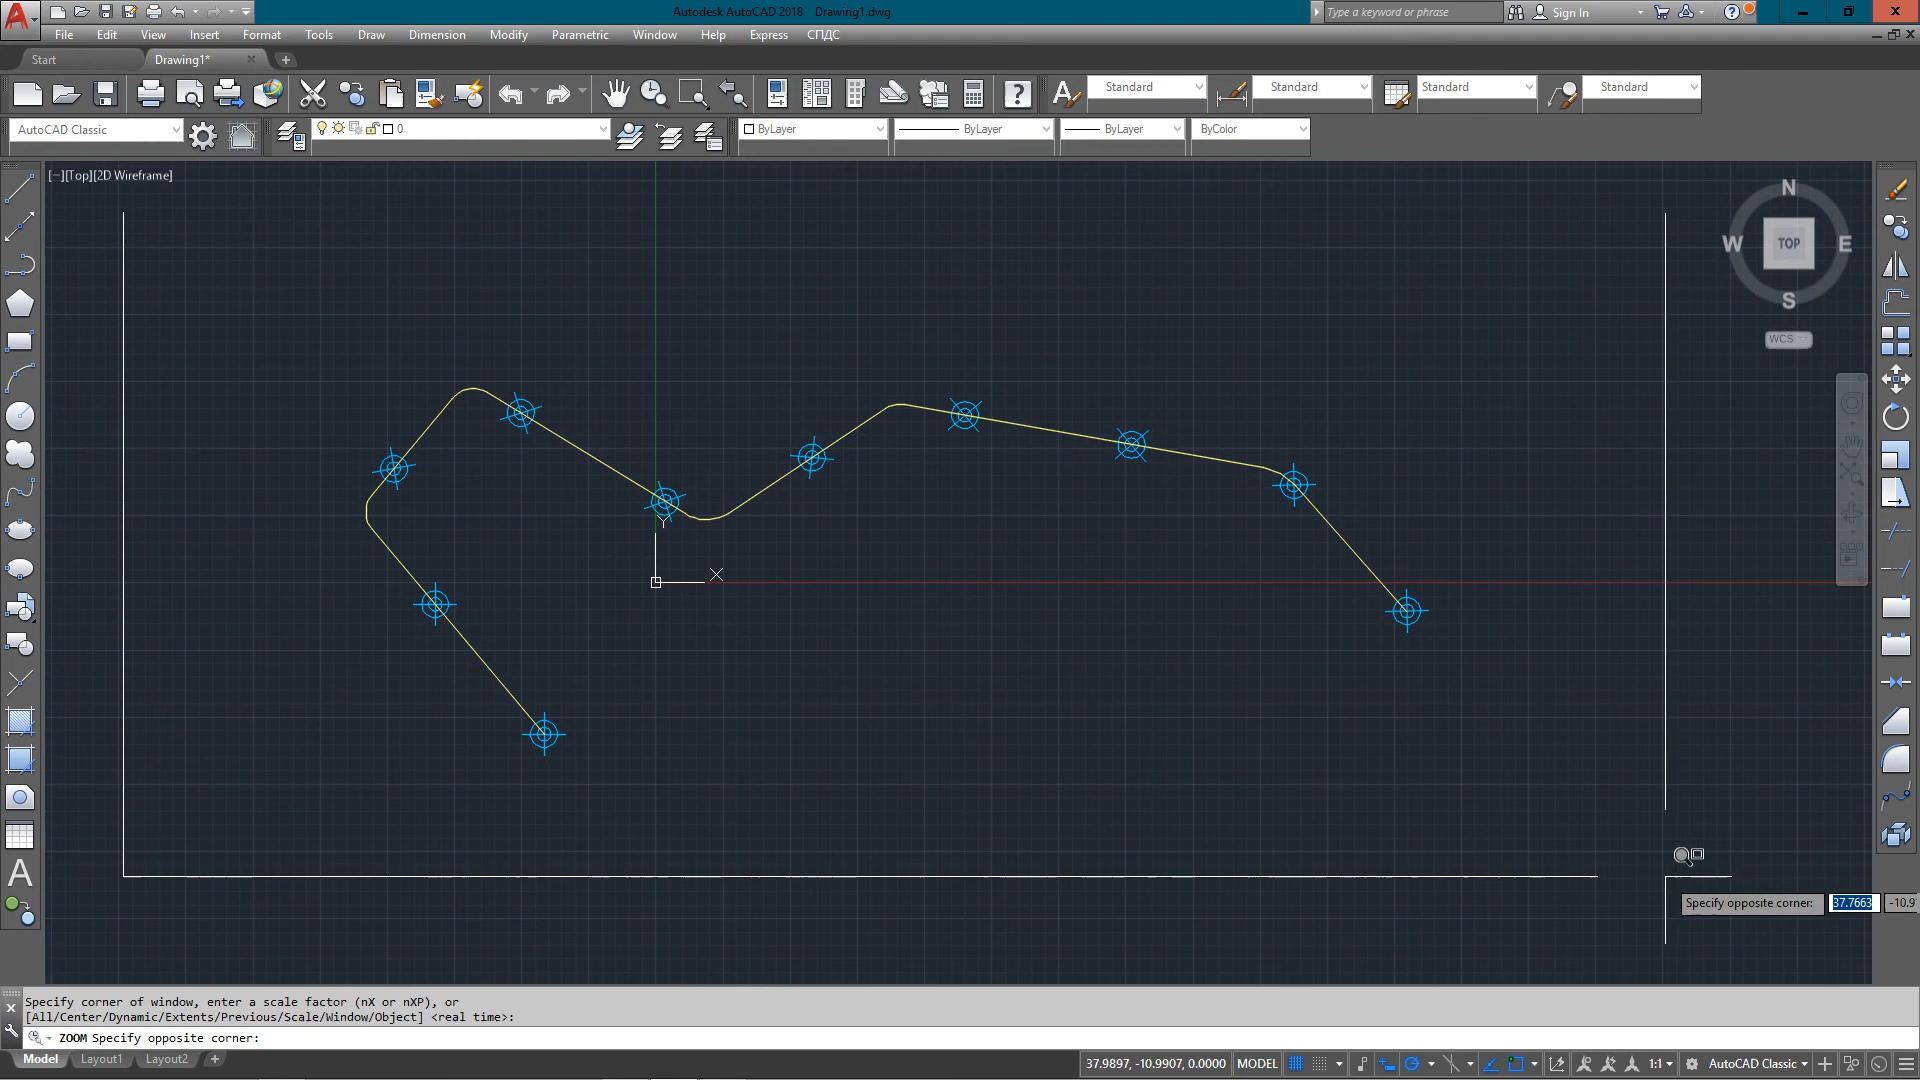 Autodesk AutoCAD 2018 Drawing1.dwg
Type a keyword or phrase
Sign In
File Edit View Insert Format Tools Draw Dimension Modify Parametric Window Help Express СПДС
Start Drawing1*
Standard Standard Standard Standard
AutoCAD Classic 0 ByLayer ByLayer ByLayer ByColor
[−][Top][2D Wireframe]
N
W TOP E
S
WCS
Y
X
Specify opposite corner: 37.7663 -10.9
Specify corner of window, enter a scale factor (nX or nXP), or
[All/Center/Dynamic/Extents/Previous/Scale/Window/Object] <real time>:
ZOOM Specify opposite corner:
Model Layout1 Layout2 +
37.9897, -10.9907, 0.0000 MODEL 1:1 AutoCAD Classic